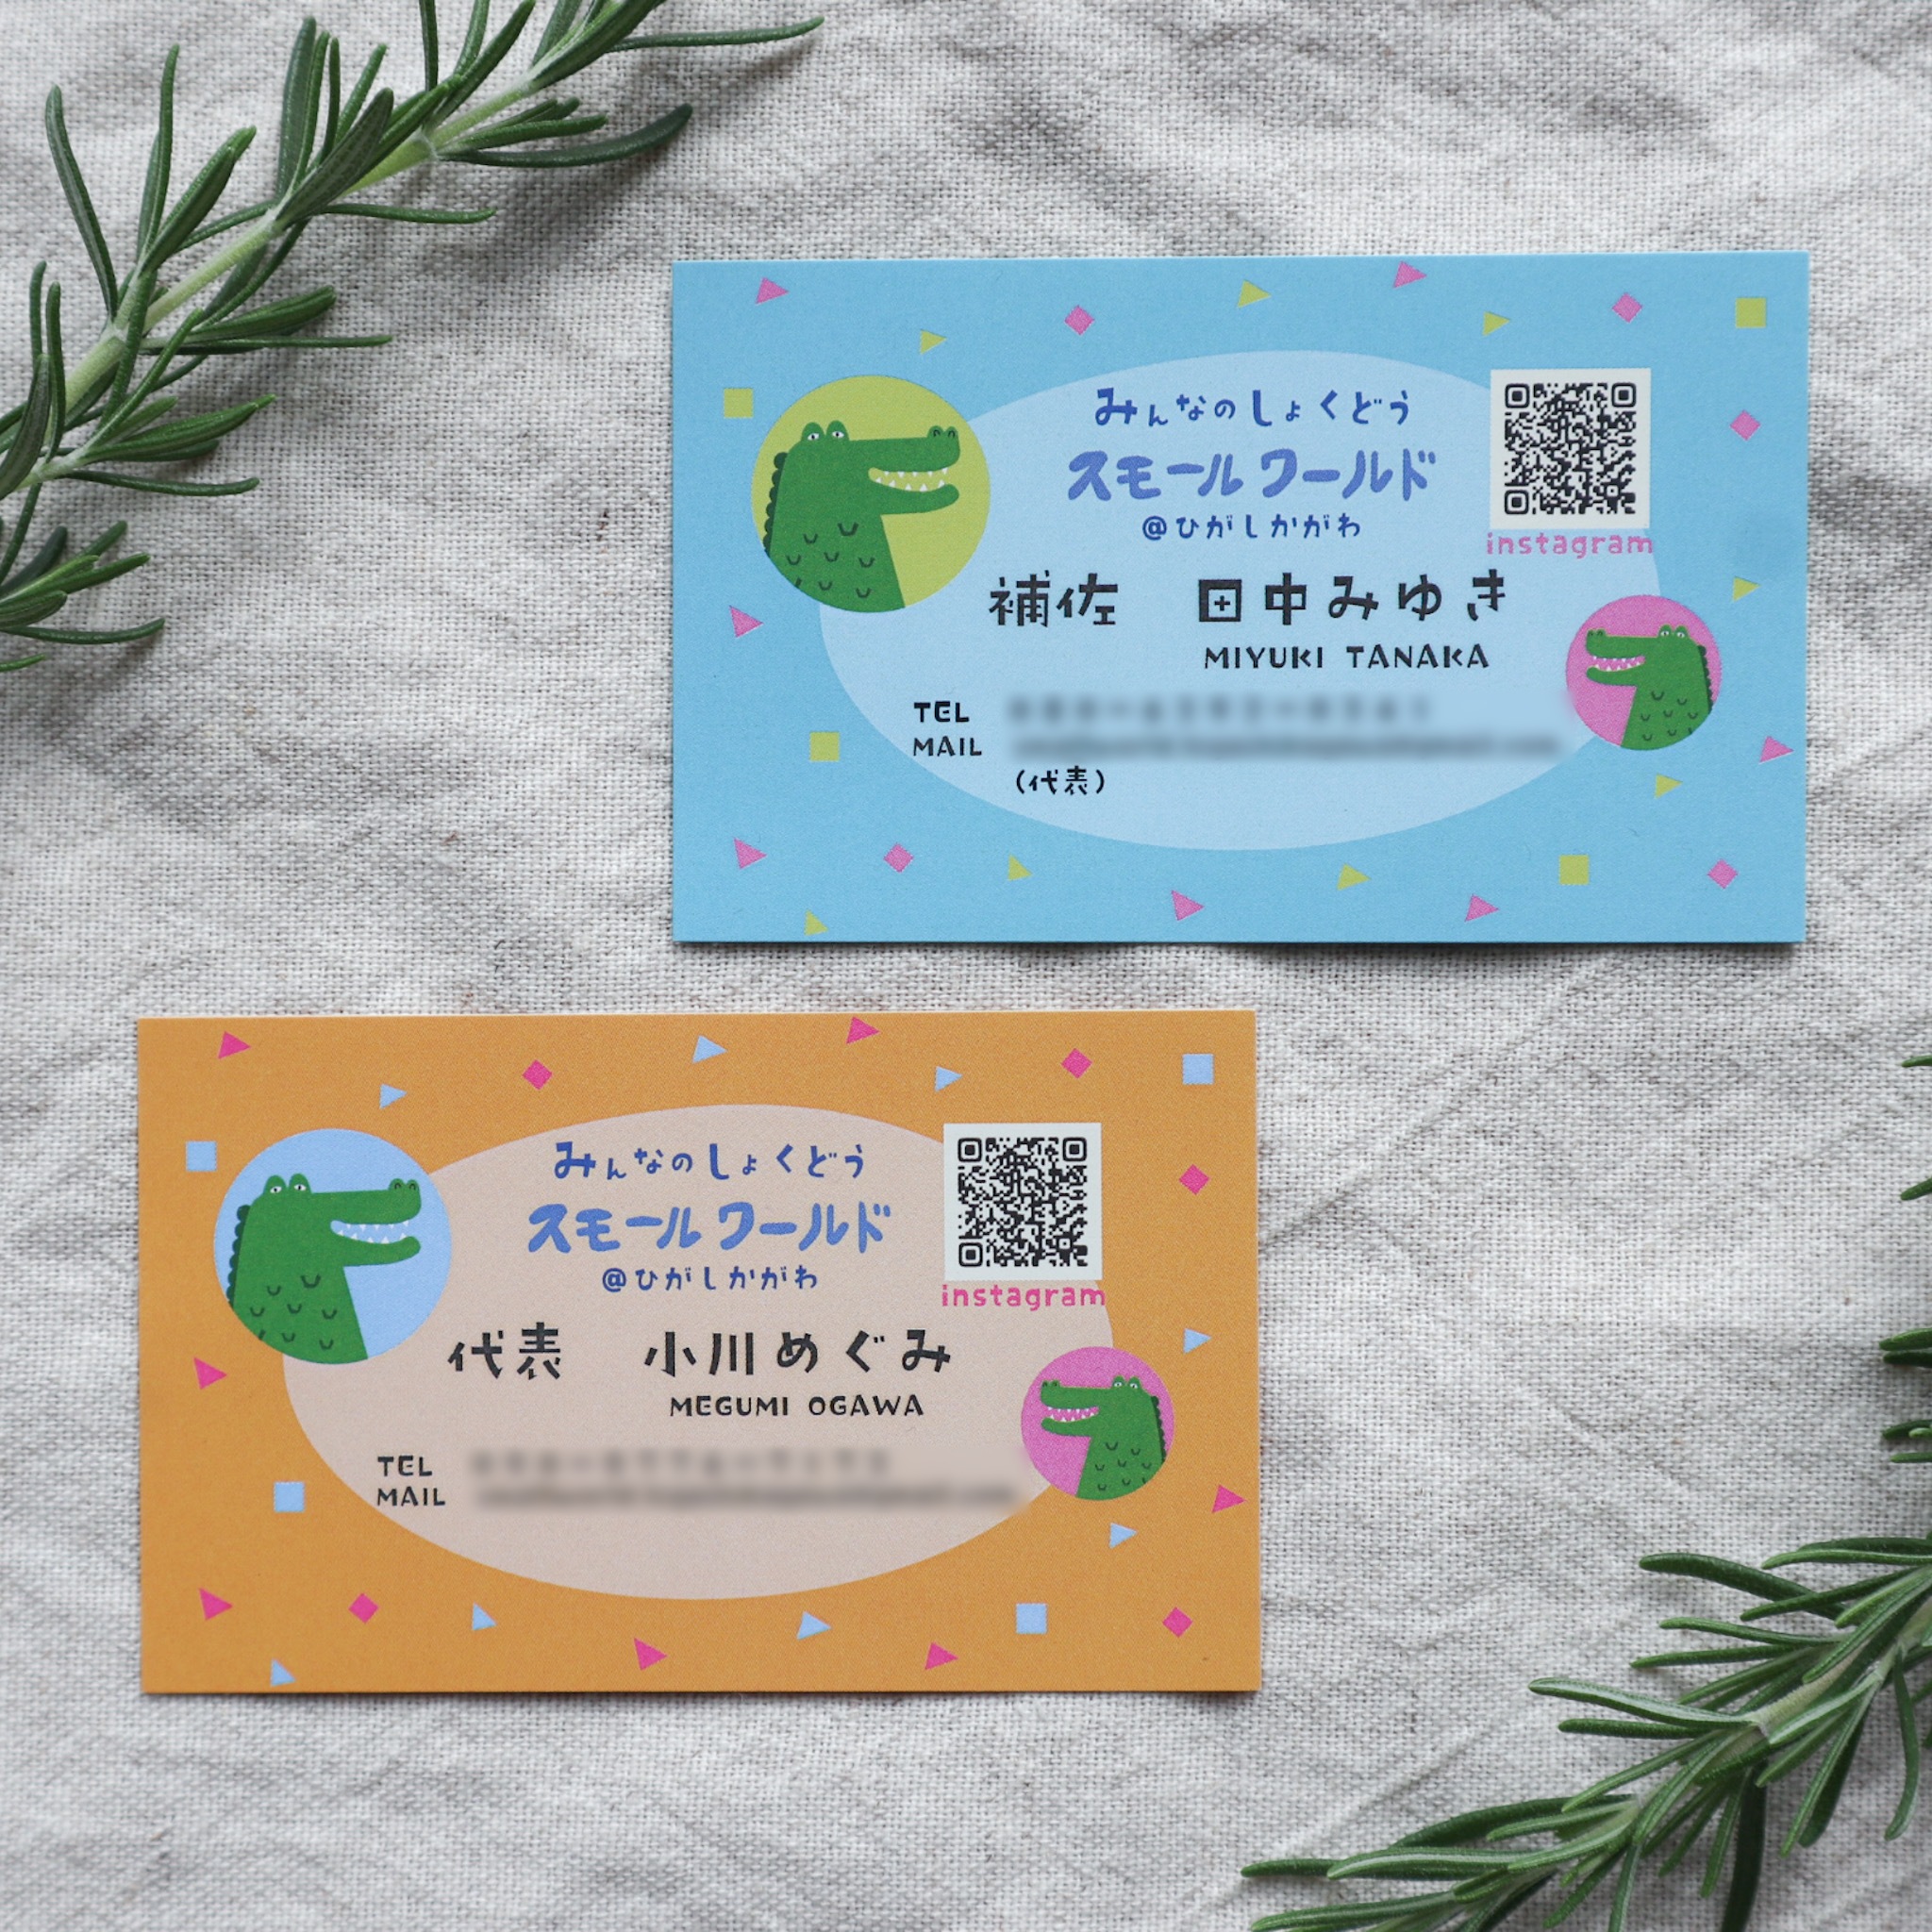 みんなのしょくどう
スモールワールド
@ひがしかがわ
instagram
補佐 田中みゆき
MIYUKI TANAKA
TEL
MAIL
(代表)
みんなのしょくどう
スモールワールド
@ひがしかがわ
instagram
代表 小川めぐみ
MEGUMI OGAWA
TEL
MAIL